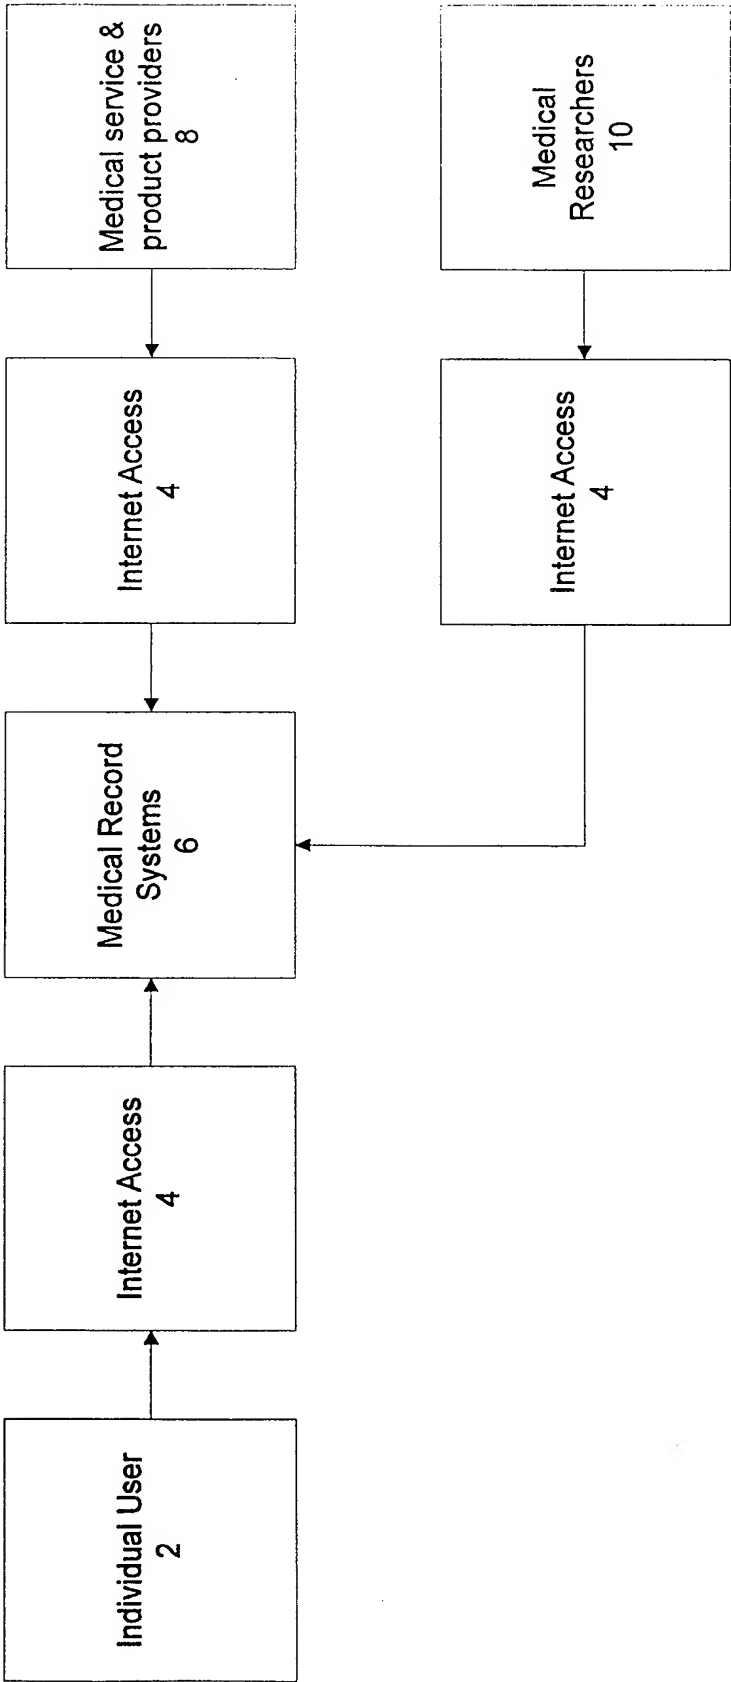 Individual User
2
Internet Access
4
Medical Record
Systems
6
Internet Access
4
Medical service &
product providers
8
Internet Access
4
Medical
Researchers
10